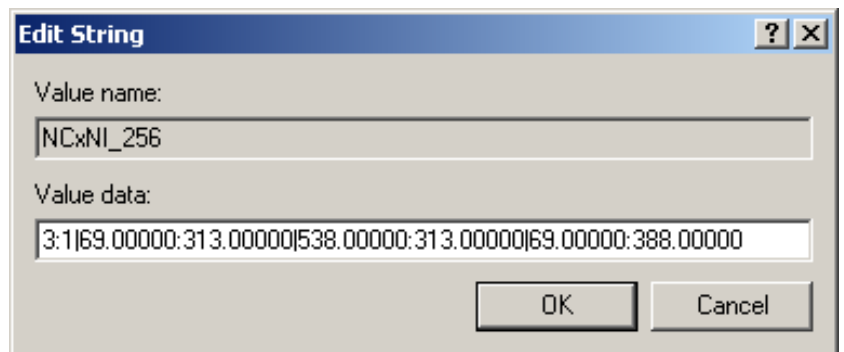 Edit String
Value name:
NCxNI_256
Value data:
3:1|69.00000:313.00000|538.00000:313.00000|69.00000:388.00000
OK Cancel